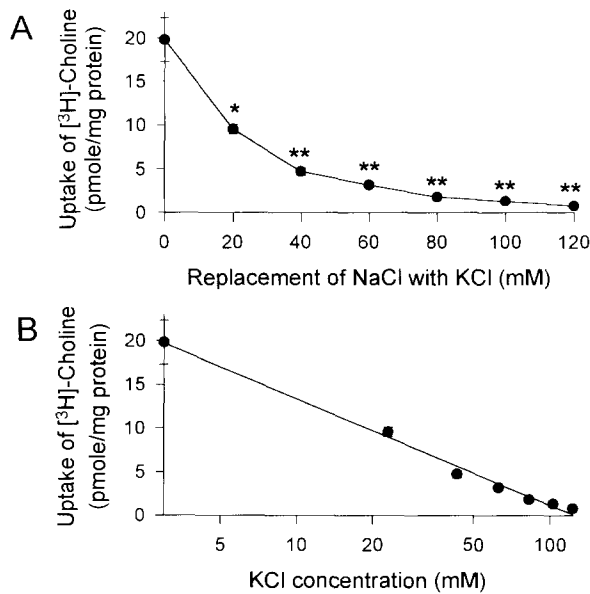 A
Uptake of [³H]-Choline
(pmole/mg protein)
20
15
10
5
0
*
**
**
**
**
**
0 20 40 60 80 100 120
Replacement of NaCl with KCl (mM)
B
Uptake of [³H]-Choline
(pmole/mg protein)
20
15
10
5
0
5 10 20 50 100
KCl concentration (mM)